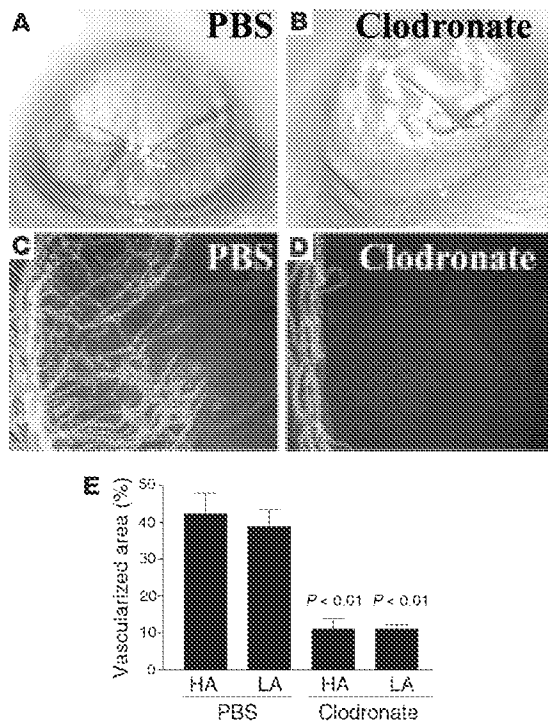 A PBS
B Clodronate
C PBS
D Clodronate
E
Vascularized area (%)
50
40
30
20
10
0
P < 0.01 P < 0.01
HA LA HA LA
PBS Clodronate